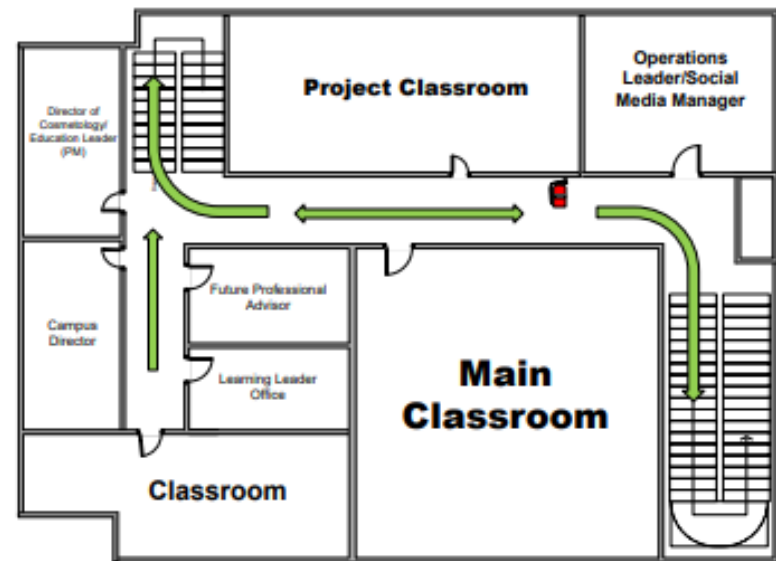 Project Classroom
Operations
Leader/Social
Media Manager
Director of
Cosmetology/
Education Leader
(PM)
Future Professional
Advisor
Campus
Director
Learning Leader
Office
Main
Classroom
Classroom